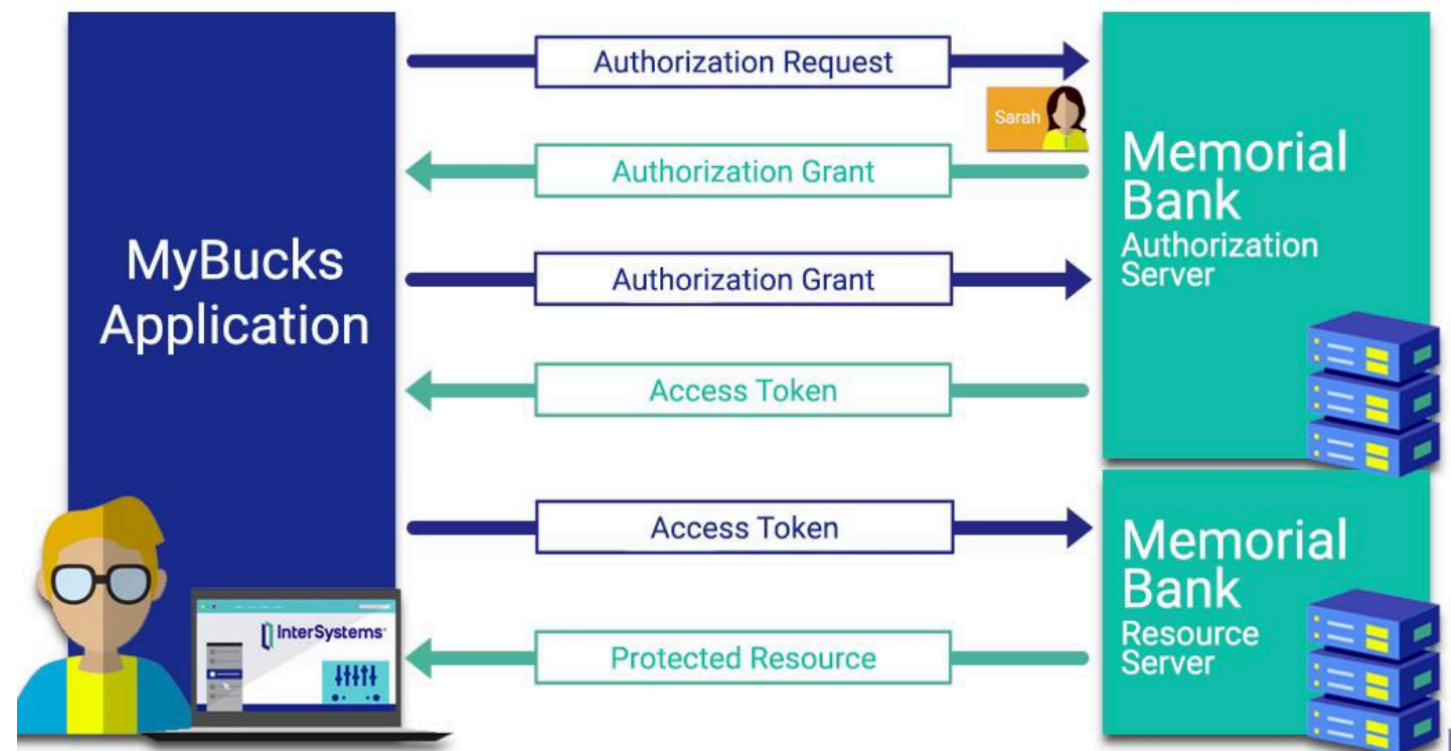 MyBucks
Application
Authorization Request
Sarah
Authorization Grant
Authorization Grant
Access Token
Memorial
Bank
Authorization
Server
Access Token
Protected Resource
Memorial
Bank
Resource
Server
InterSystems